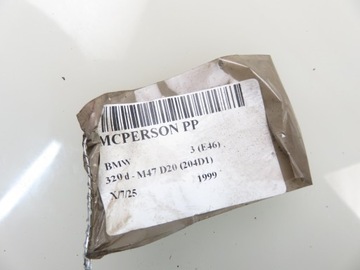 MCPERSON PP
BMW 3 (E46)
320 d - M47 D20 (204D1)
X/7/25 1999